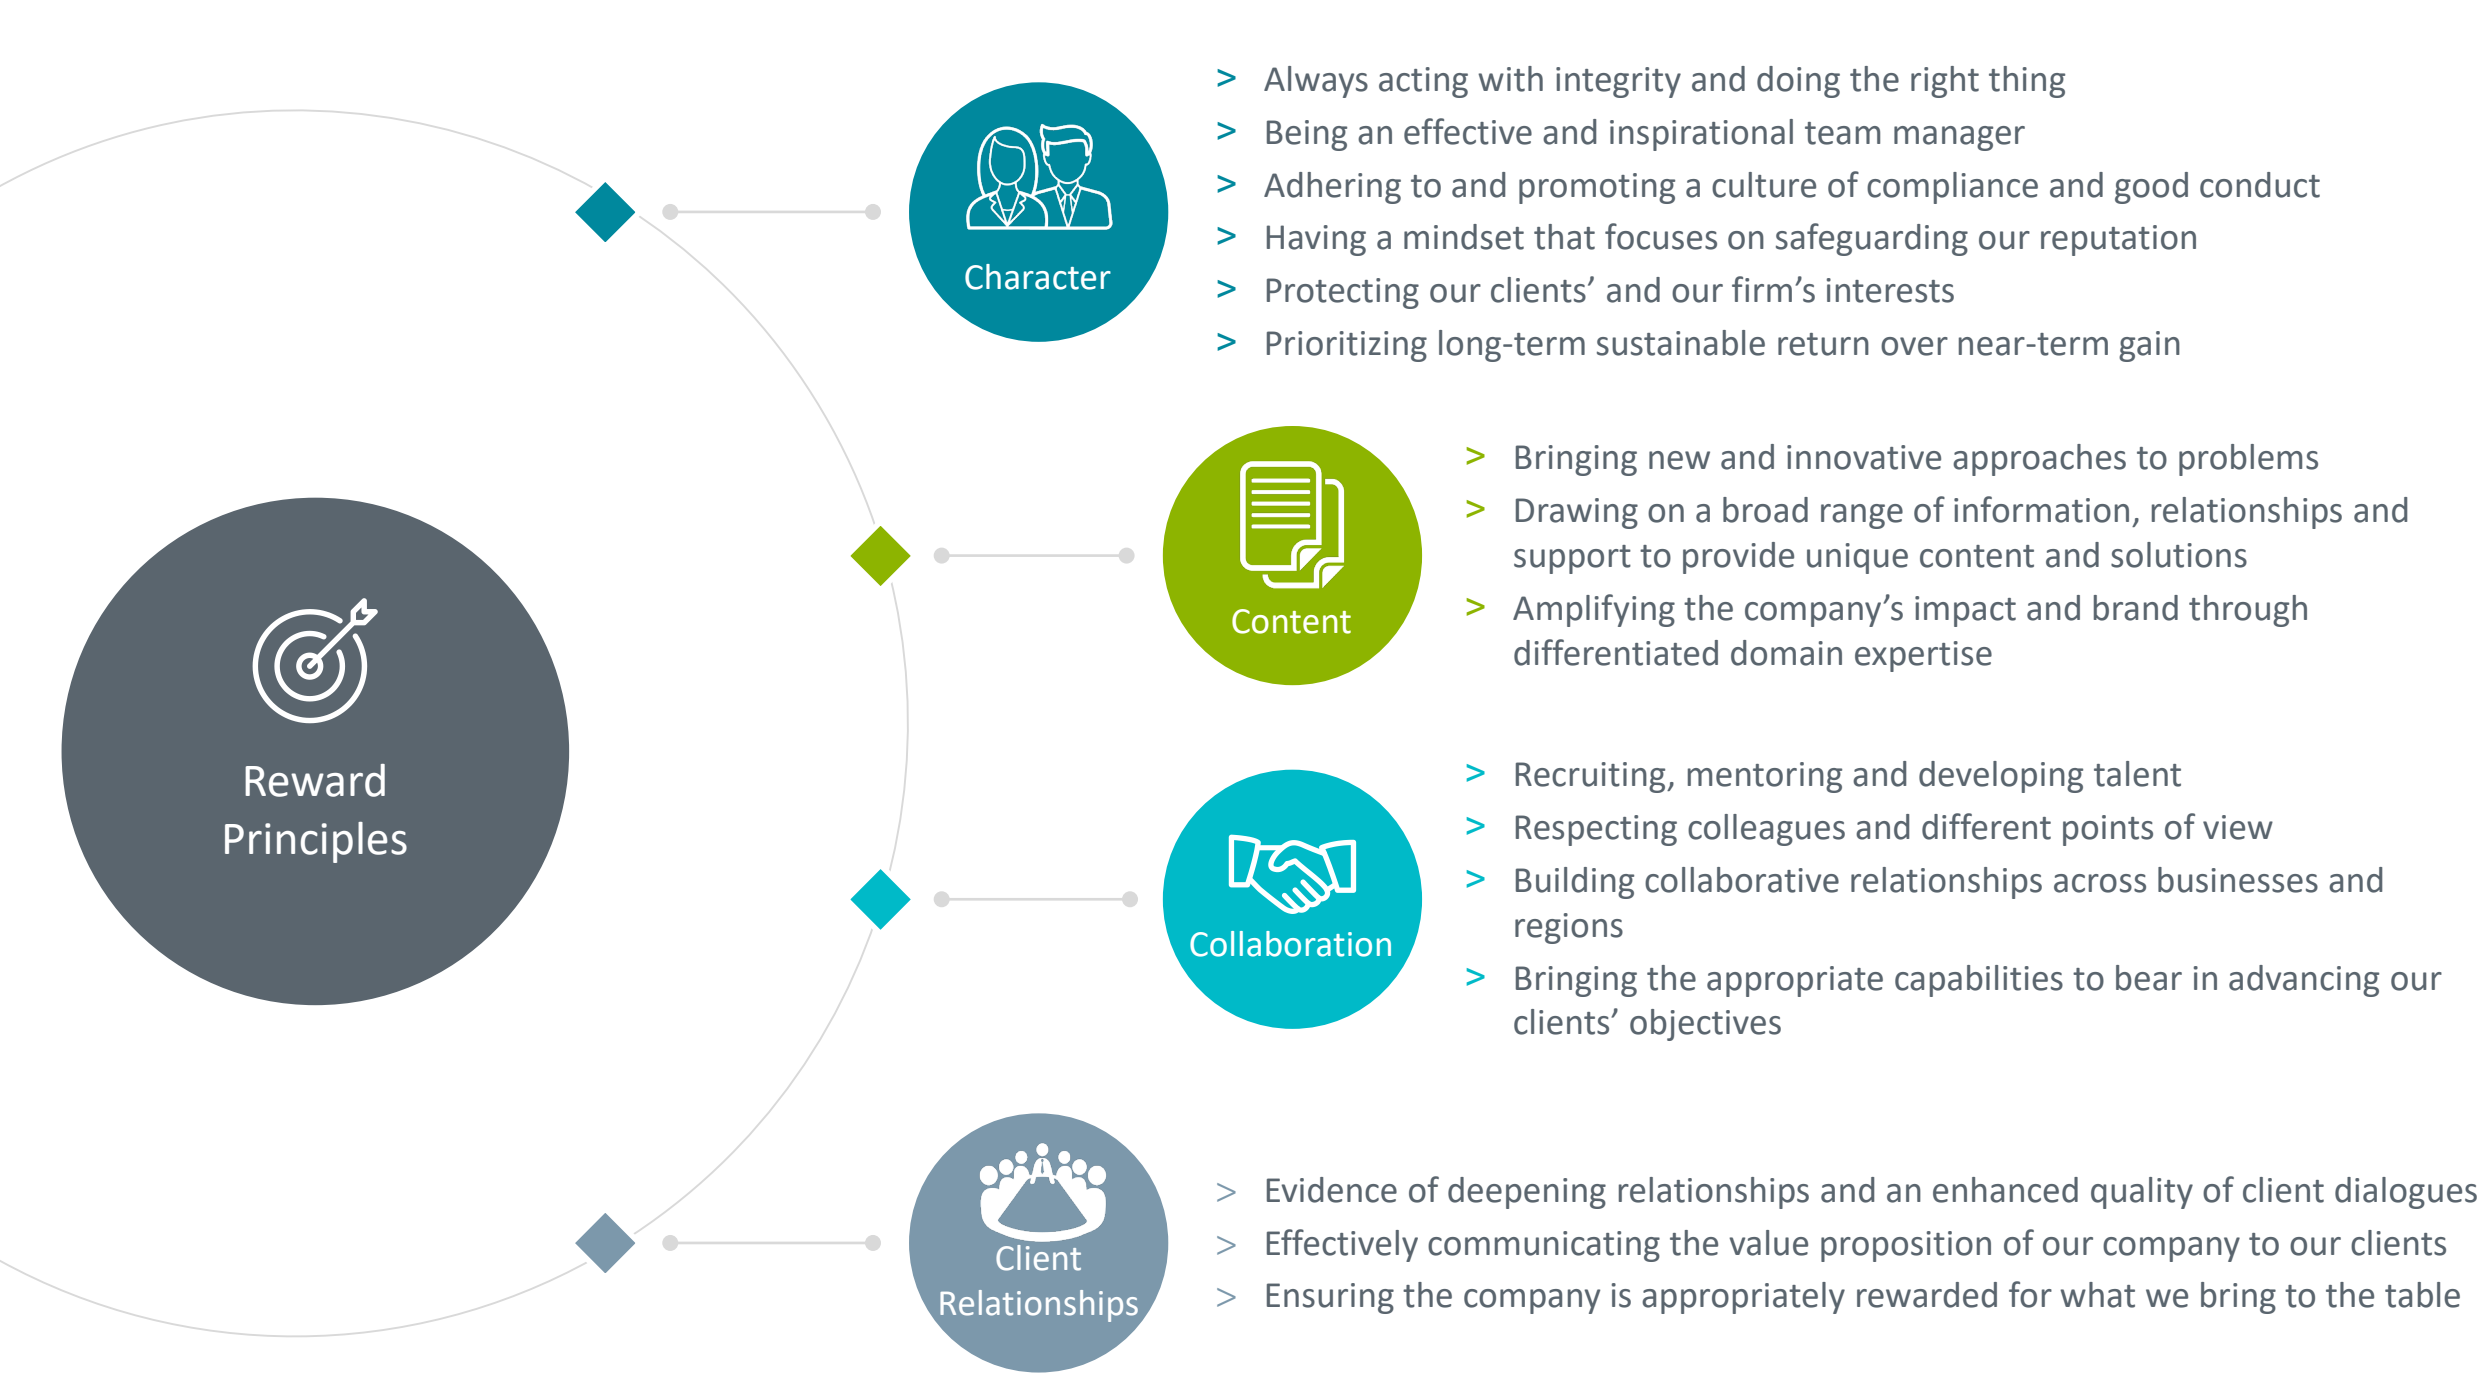 Reward
Principles
Character
> Always acting with integrity and doing the right thing
> Being an effective and inspirational team manager
> Adhering to and promoting a culture of compliance and good conduct
> Having a mindset that focuses on safeguarding our reputation
> Protecting our clients’ and our firm’s interests
> Prioritizing long-term sustainable return over near-term gain
Content
> Bringing new and innovative approaches to problems
> Drawing on a broad range of information, relationships and
support to provide unique content and solutions
> Amplifying the company’s impact and brand through
differentiated domain expertise
Collaboration
> Recruiting, mentoring and developing talent
> Respecting colleagues and different points of view
> Building collaborative relationships across businesses and
regions
> Bringing the appropriate capabilities to bear in advancing our
clients’ objectives
Client
Relationships
> Evidence of deepening relationships and an enhanced quality of client dialogues
> Effectively communicating the value proposition of our company to our clients
> Ensuring the company is appropriately rewarded for what we bring to the table